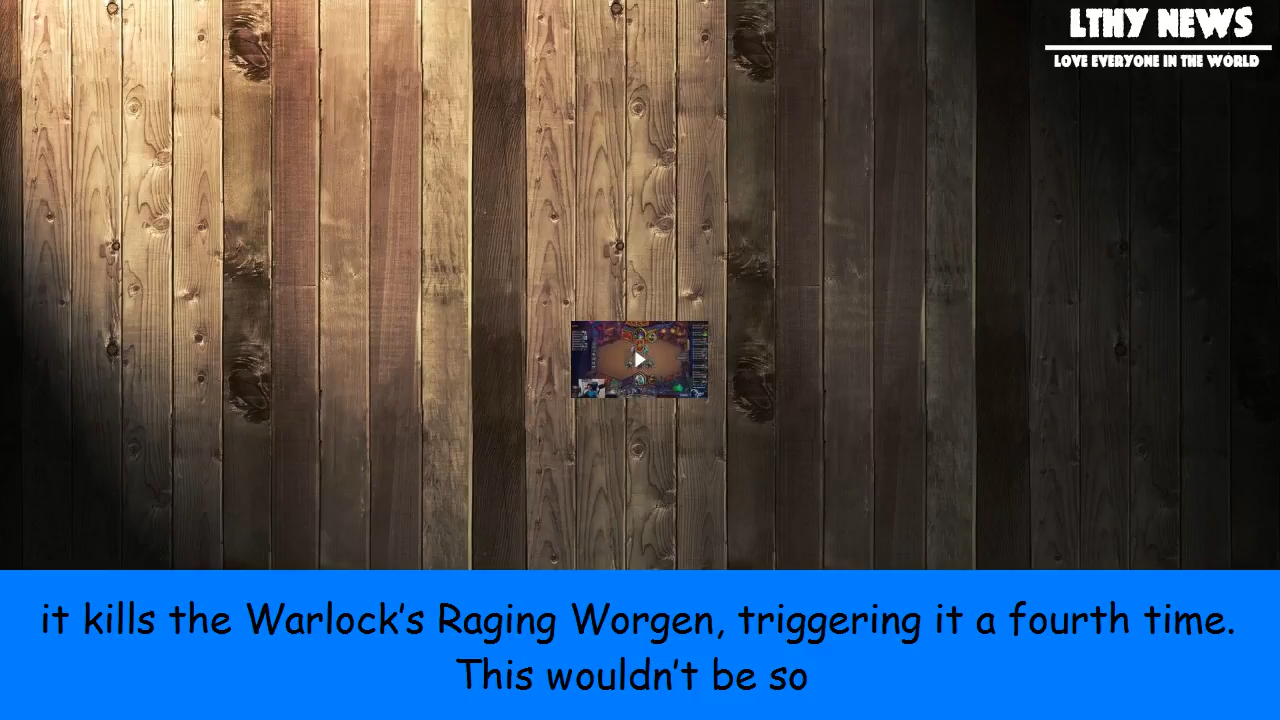 LTHY NEWS
LOVE EVERYONE IN THE WORLD
it kills the Warlock’s Raging Worgen, triggering it a fourth time.
This wouldn’t be so